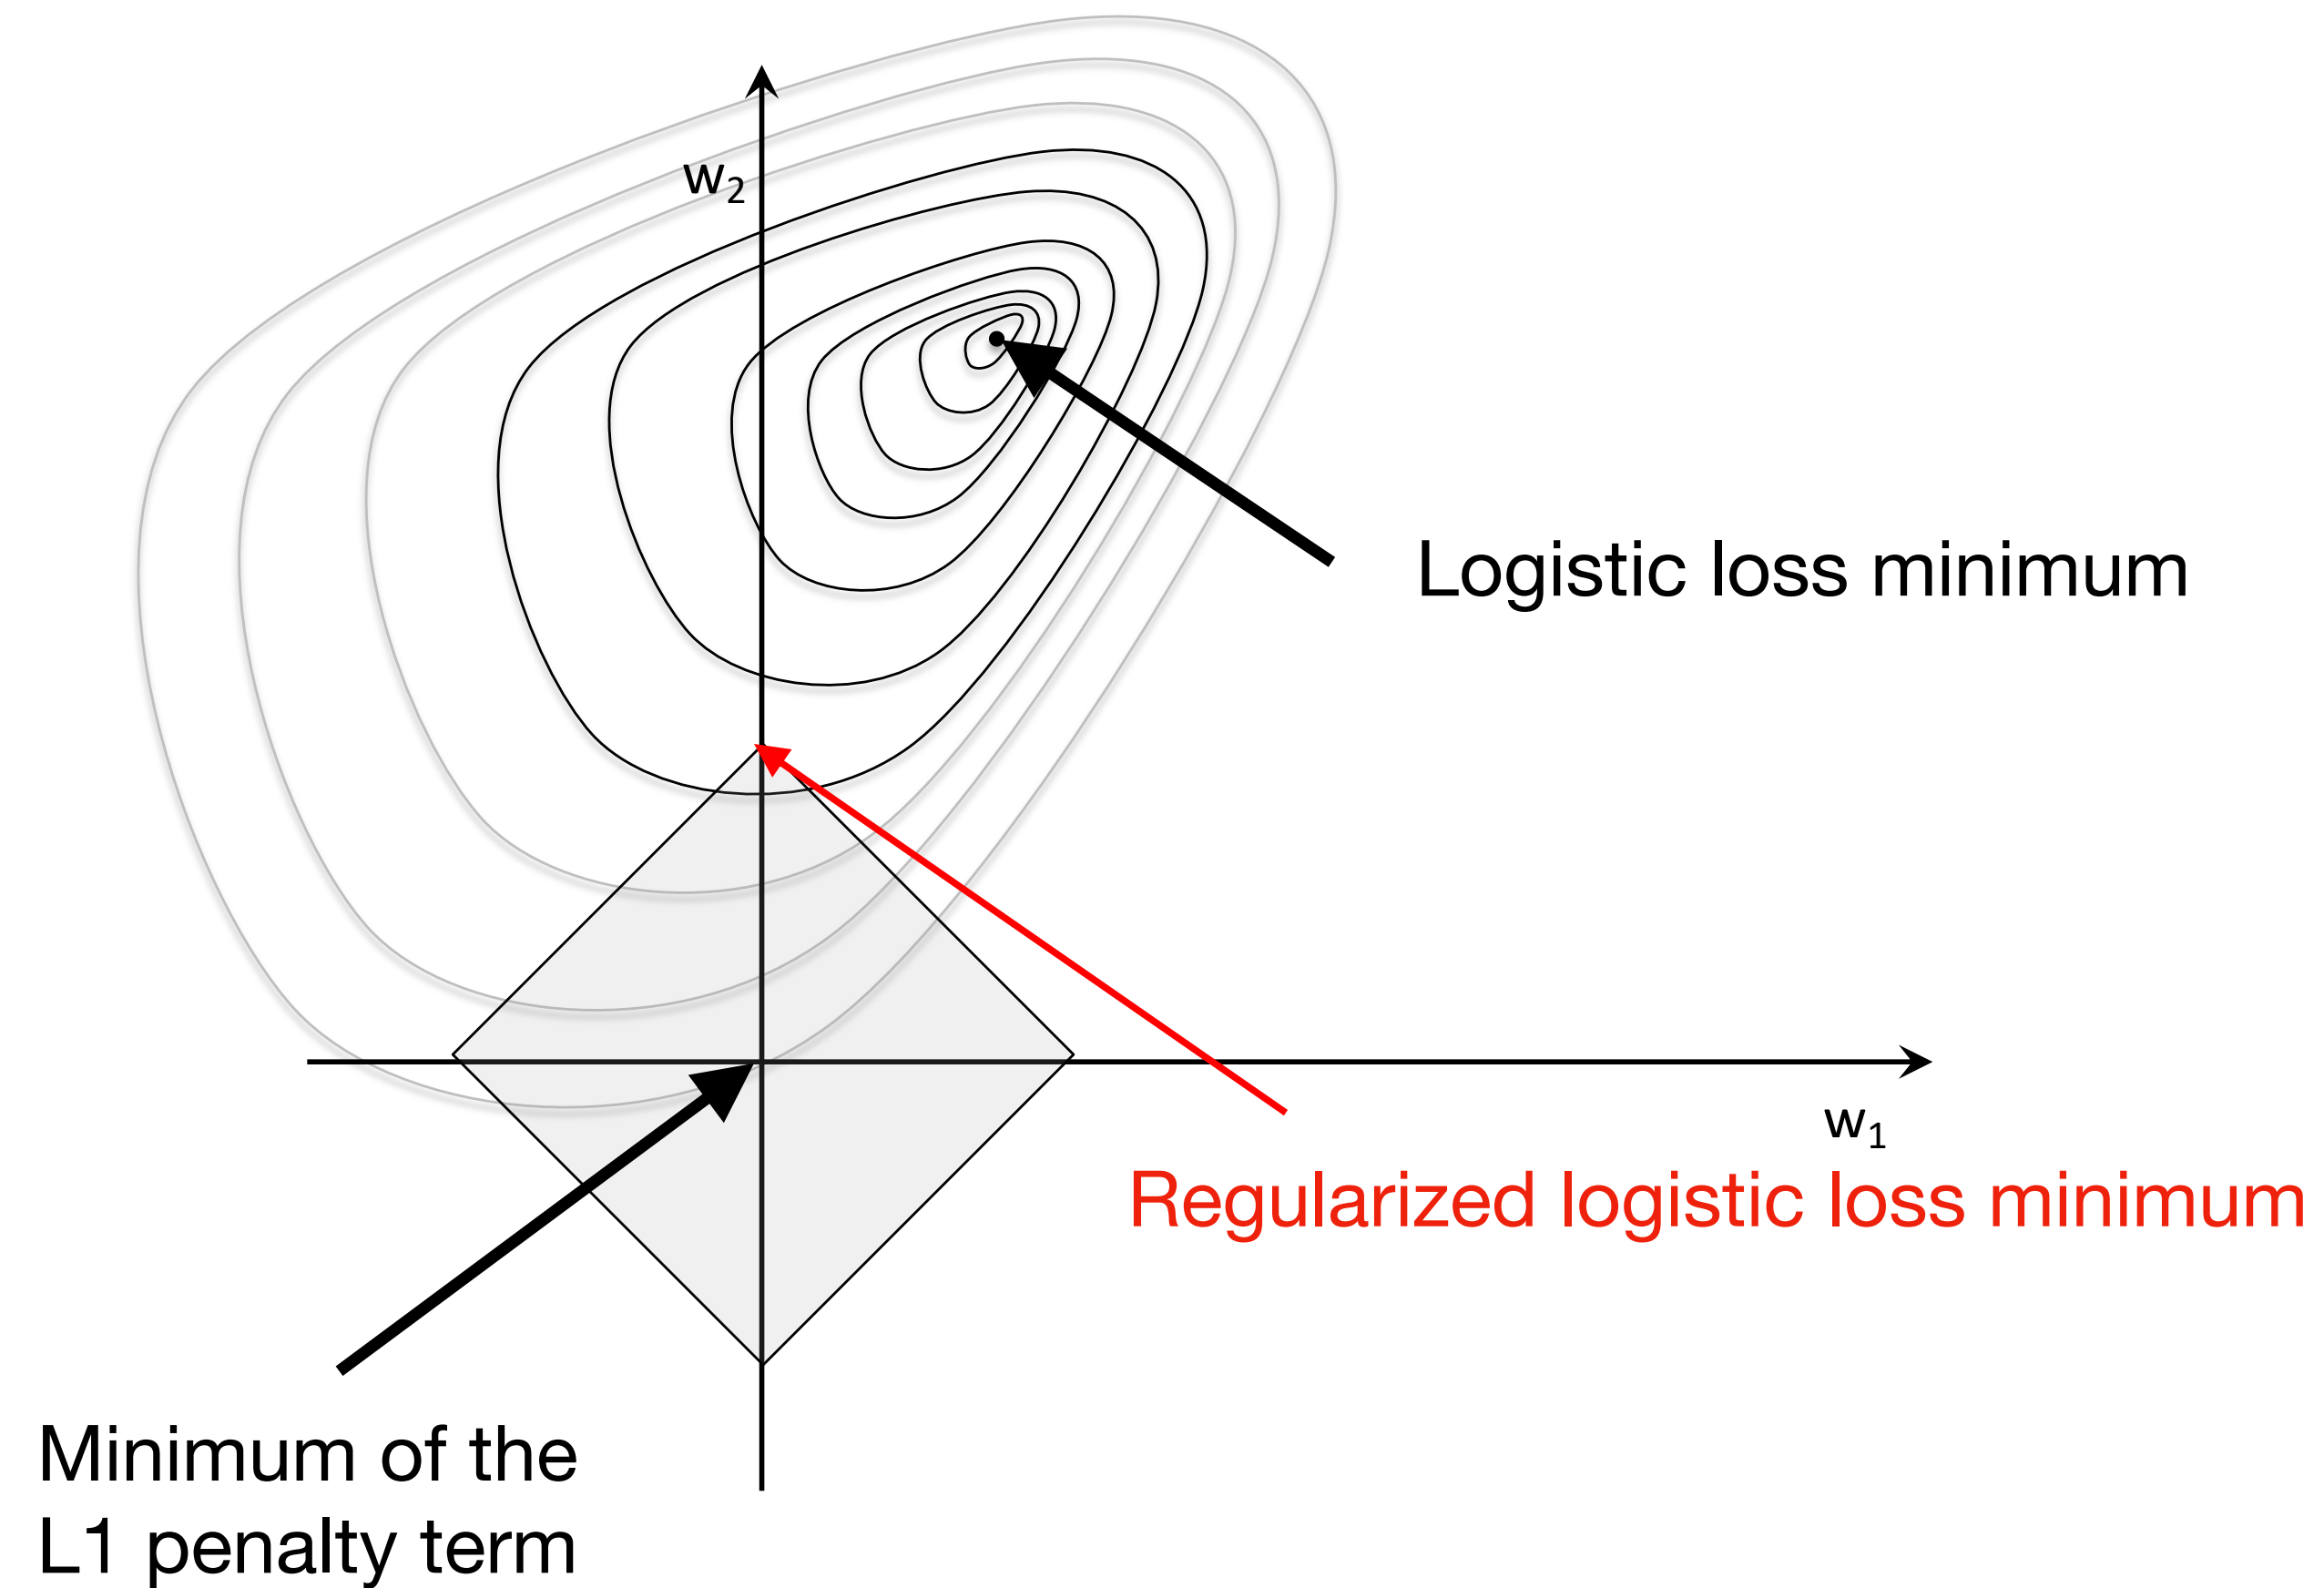 w2
Logistic loss minimum
w1
Regularized logistic loss minimum
Minimum of the
L1 penalty term